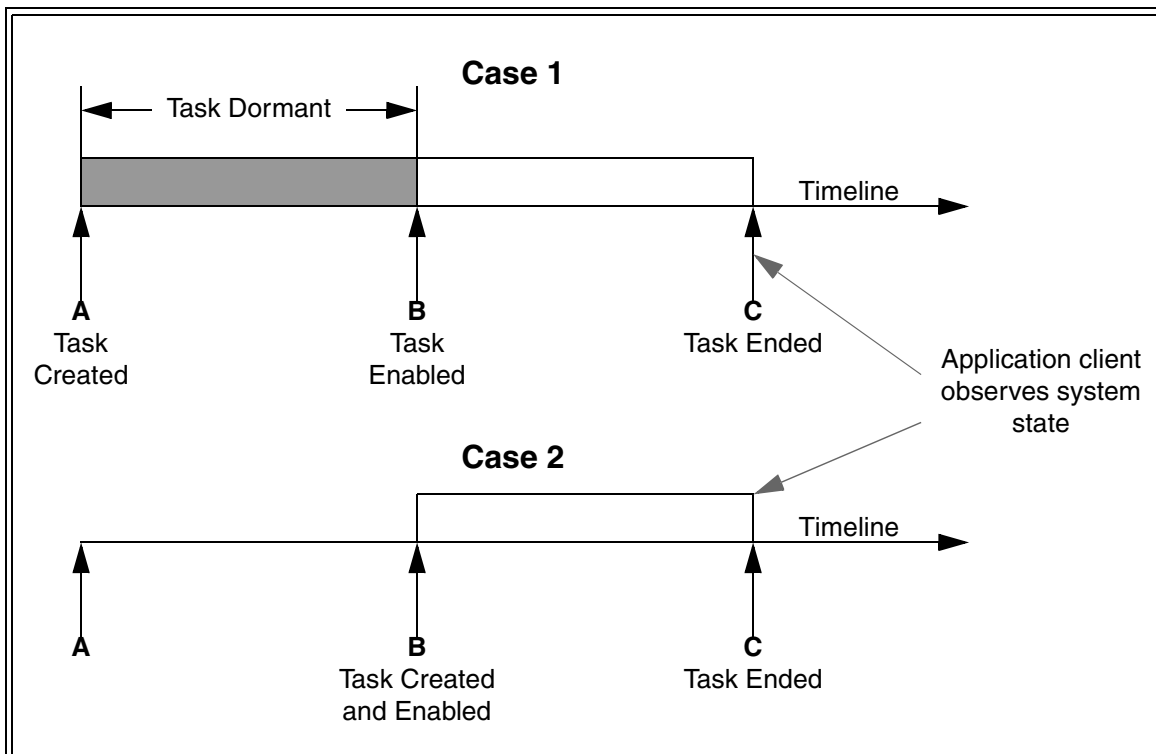 Case 1
Task Dormant
Timeline
A
Task
Created
B
Task
Enabled
C
Task Ended
Application client
observes system
state
Case 2
Timeline
A
B
Task Created
and Enabled
C
Task Ended